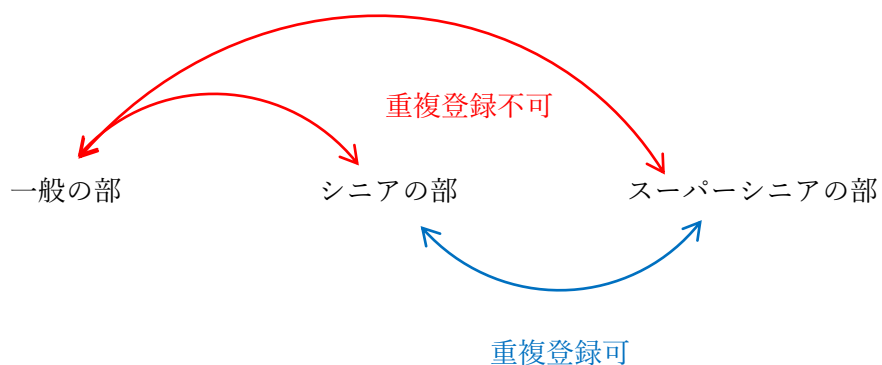 重複登録不可
一般の部
シニアの部
スーパーシニアの部
重複登録可